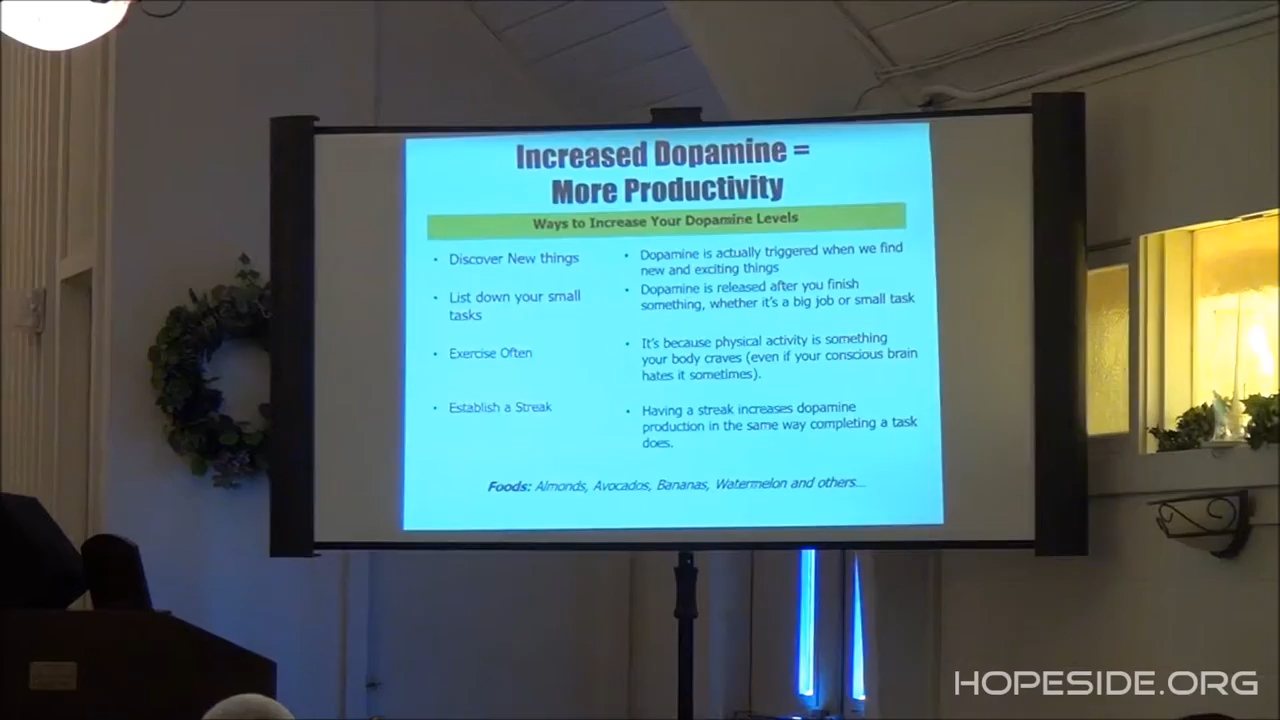 Increased Dopamine =
More Productivity
Ways to Increase Your Dopamine Levels
• Discover New things
• Dopamine is actually triggered when we find
new and exciting things
• List down your small
tasks
• Dopamine is released after you finish
something, whether it's a big job or small task
• Exercise Often
• It's because physical activity is something
your body craves (even if your conscious brain
hates it sometimes).
• Establish a Streak
• Having a streak increases dopamine
production in the same way completing a task
does.
Foods: Almonds, Avocados, Bananas, Watermelon and others...
HOPESIDE.ORG